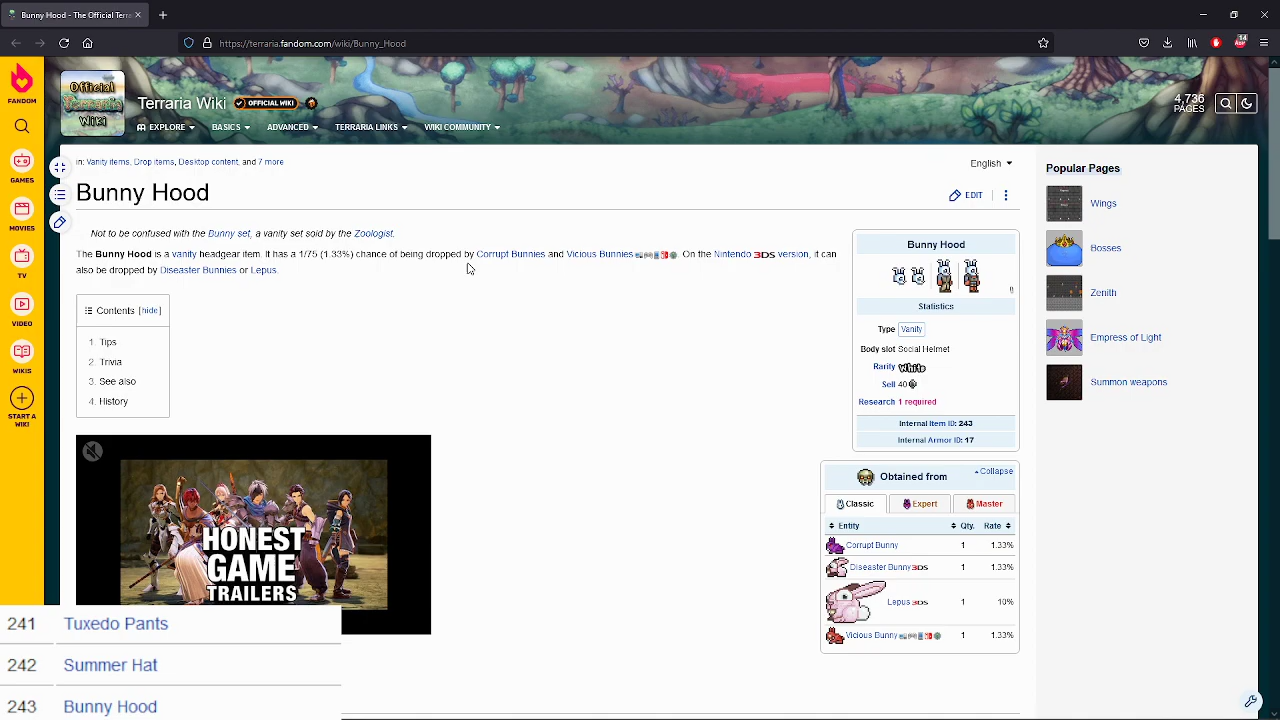 Bunny Hood - The Official Terra
https://terraria.fandom.com/wiki/Bunny_Hood
14
FANDOM
GAMES
MOVIES
TV
VIDEO
WIKIS
START A
WIKI
Official
Terraria
Wiki
Terraria Wiki
OFFICIAL WIKI
EXPLORE
BASICS
ADVANCED
TERRARIA LINKS
WIKI COMMUNITY
4,736
PAGES
in: Vanity items, Drop items, Desktop content, and 7 more
English
Bunny Hood
EDIT
Not to be confused with the Bunny set, a vanity set sold by the Zoologist.
The Bunny Hood is a vanity headgear item. It has a 1/75 (1.33%) chance of being dropped by Corrupt Bunnies and Vicious Bunnies. On the Nintendo 3DS version, it can
also be dropped by Disaster Bunnies or Lepus.
Contents [hide]
1. Tips
2. Trivia
3. See also
4. History
HONEST
GAME
TRAILERS
Bunny Hood
Statistics
Type Vanity
Body slot Social Helmet
Rarity White
Sell 40
Research 1 required
Internal Item ID: 243
Internal Armor ID: 17
Obtained from
Collapse
Classic Expert Master
Entity Qty. Rate
Corrupt Bunny 1 1.33%
Disaster Bunny 3DS 1 1.33%
Lepus 3DS 1 10%
Vicious Bunny 1 1.33%
Popular Pages
Wings
Bosses
Zenith
Empress of Light
Summon weapons
241 Tuxedo Pants
242 Summer Hat
243 Bunny Hood